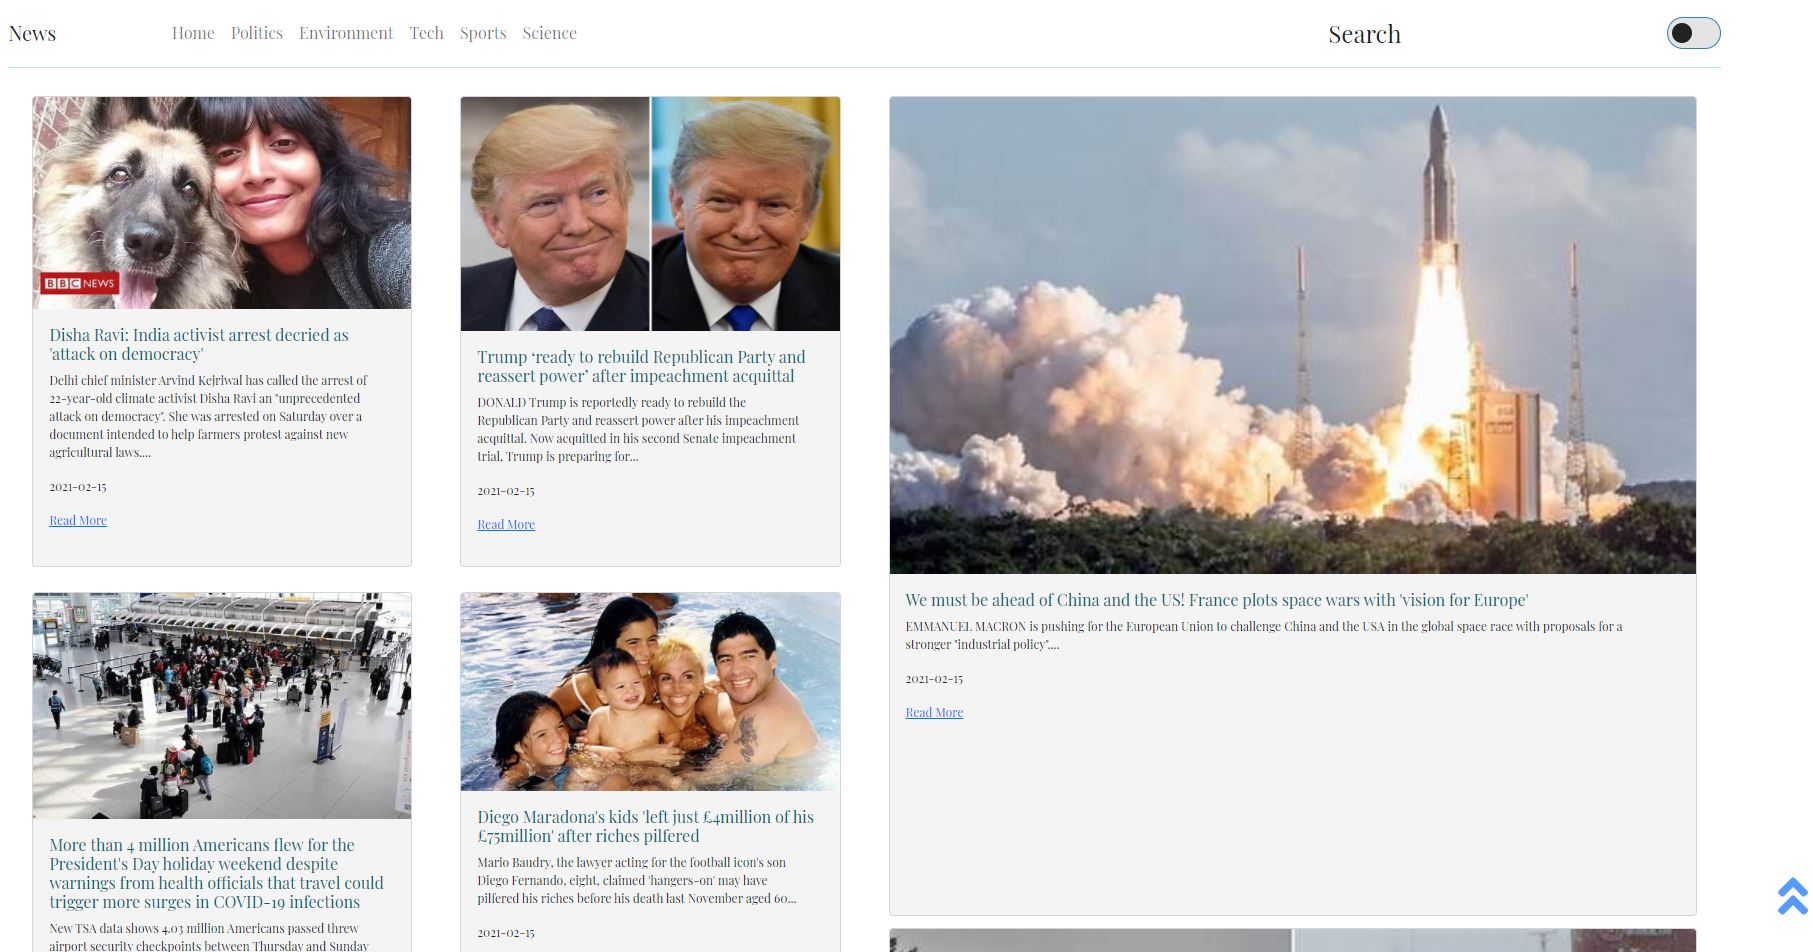 News
Home Politics Environment Tech Sports Science
Search
BBC NEWS
Disha Ravi: India activist arrest decried as
'attack on democracy'
Delhi chief minister Arvind Kejriwal has called the arrest of
22-year-old climate activist Disha Ravi an "unprecedented
attack on democracy". She was arrested on Saturday over a
document intended to help farmers protest against new
agricultural laws....
2021-02-15
Read More
Trump ‘ready to rebuild Republican Party and
reassert power’ after impeachment acquittal
DONALD Trump is reportedly ready to rebuild the
Republican Party and reassert power after his impeachment
acquittal. Now acquitted in his second Senate impeachment
trial, Trump is preparing for...
2021-02-15
Read More
We must be ahead of China and the US! France plots space wars with 'vision for Europe'
EMMANUEL MACRON is pushing for the European Union to challenge China and the USA in the global space race with proposals for a
stronger "industrial policy"....
2021-02-15
Read More
More than 4 million Americans flew for the
President's Day holiday weekend despite
warnings from health officials that travel could
trigger more surges in COVID-19 infections
New TSA data shows 4.03 million Americans passed threw
airport security checkpoints between Thursday and Sunday
Diego Maradona's kids 'left just £4million of his
£75million' after riches pilfered
Mario Baudry, the lawyer acting for the football icon's son
Diego Fernando, eight, claimed 'hangers-on' may have
pilfered his riches before his death last November aged 60...
2021-02-15